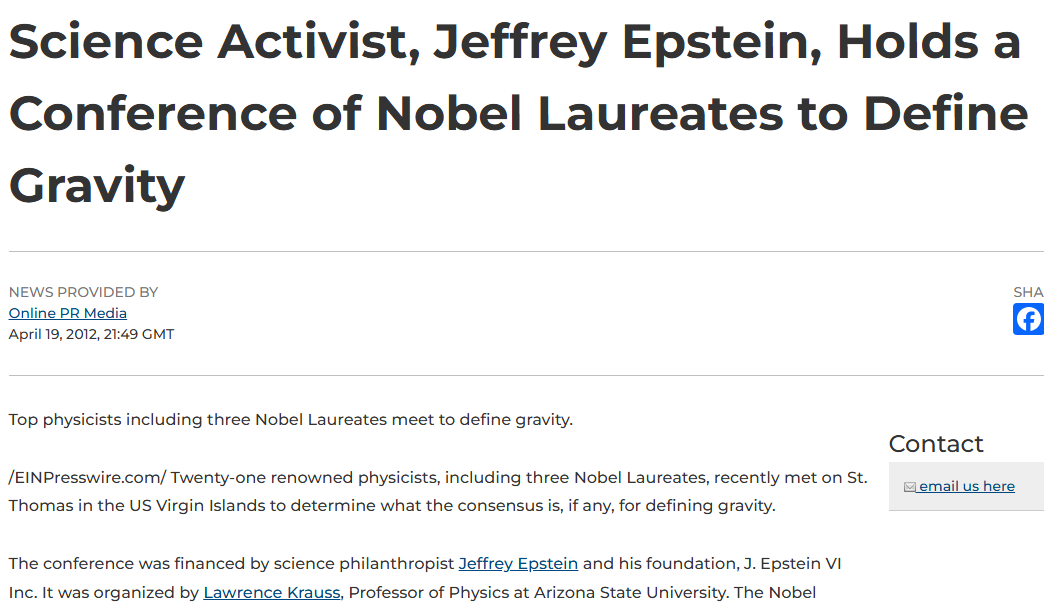 Science Activist, Jeffrey Epstein, Holds a
Conference of Nobel Laureates to Define
Gravity
NEWS PROVIDED BY
Online PR Media
April 19, 2012, 21:49 GMT
SHA
Top physicists including three Nobel Laureates meet to define gravity.
/EINPresswire.com/ Twenty-one renowned physicists, including three Nobel Laureates, recently met on St.
Thomas in the US Virgin Islands to determine what the consensus is, if any, for defining gravity.
The conference was financed by science philanthropist Jeffrey Epstein and his foundation, J. Epstein VI
Inc. It was organized by Lawrence Krauss, Professor of Physics at Arizona State University. The Nobel
Contact
email us here